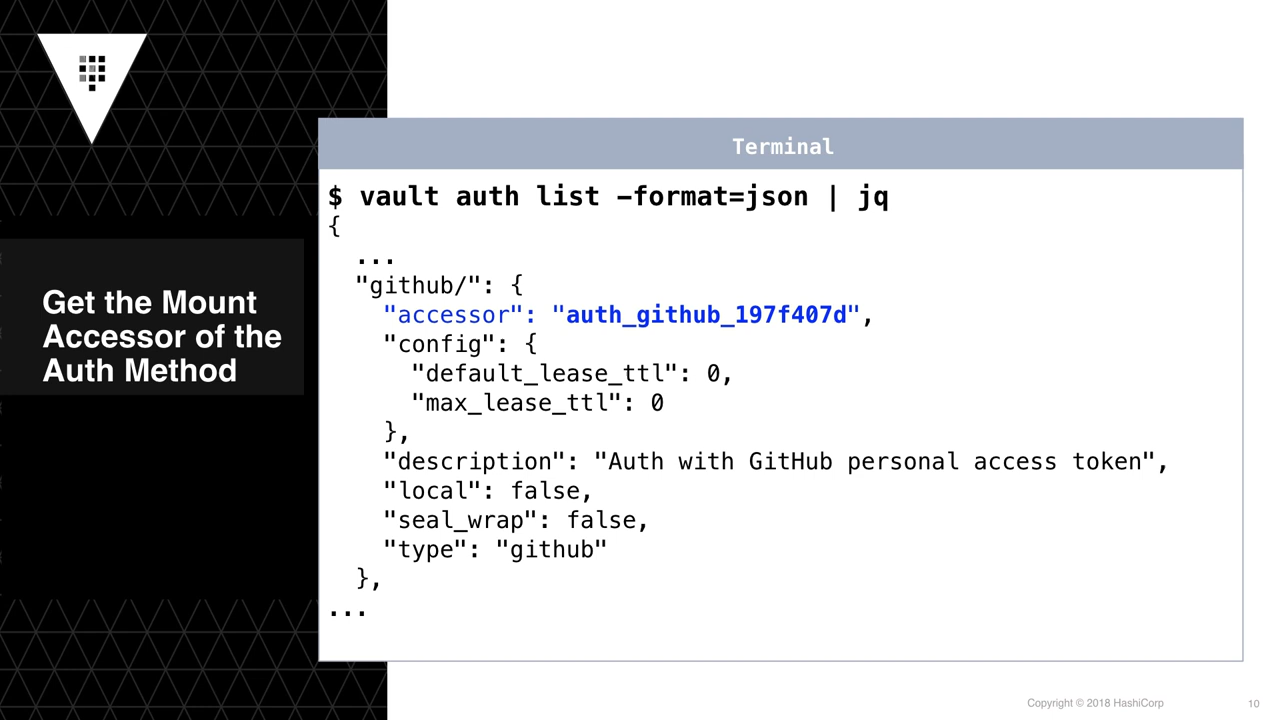 Get the Mount
Accessor of the
Auth Method
Terminal
$ vault auth list –format=json | jq
{
  ...
  "github/": {
    "accessor": "auth_github_197f407d",
    "config": {
      "default_lease_ttl": 0,
      "max_lease_ttl": 0
    },
    "description": "Auth with GitHub personal access token",
    "local": false,
    "seal_wrap": false,
    "type": "github"
  },
...
Copyright © 2018 HashiCorp
10